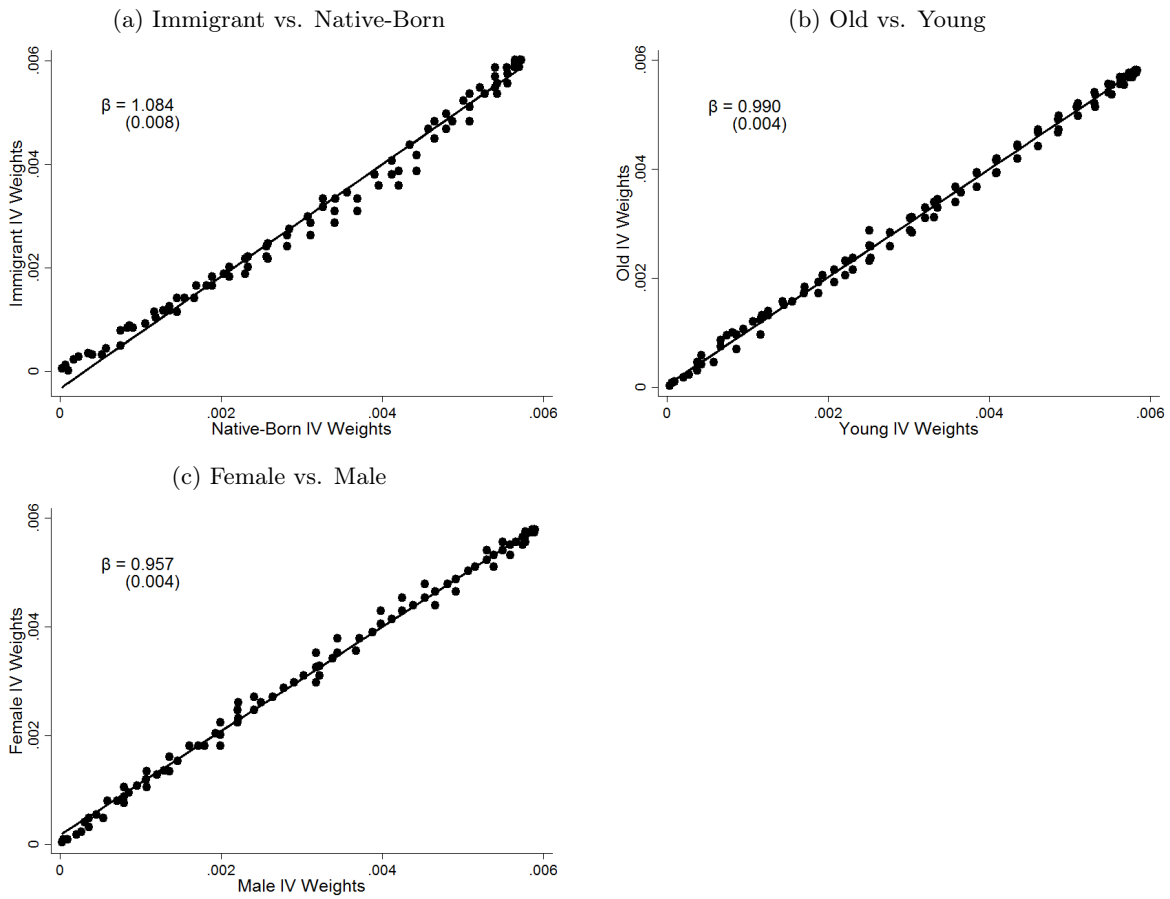 (a) Immigrant vs. Native-Born
.006
.004
.002
0
Immigrant IV Weights
β = 1.084
(0.008)
0
.002
.004
.006
Native-Born IV Weights
(b) Old vs. Young
.006
.004
.002
0
Old IV Weights
β = 0.990
(0.004)
0
.002
.004
.006
Young IV Weights
(c) Female vs. Male
.006
.004
.002
0
Female IV Weights
β = 0.957
(0.004)
0
.002
.004
.006
Male IV Weights